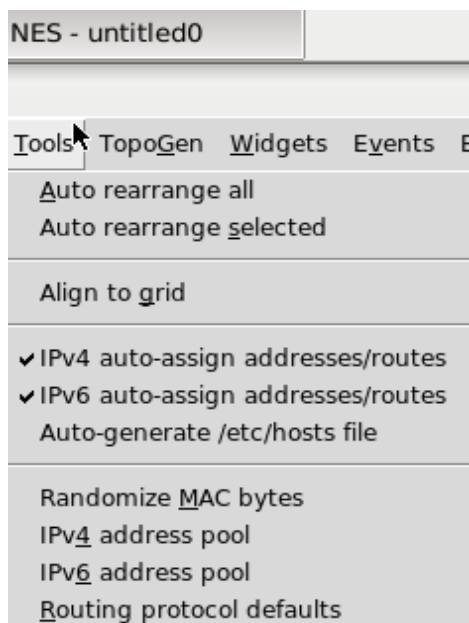 NES - untitled0
Tools TopoGen Widgets Events
Auto rearrange all
Auto rearrange selected
Align to grid
IPv4 auto-assign addresses/routes
IPv6 auto-assign addresses/routes
Auto-generate /etc/hosts file
Randomize MAC bytes
IPv4 address pool
IPv6 address pool
Routing protocol defaults